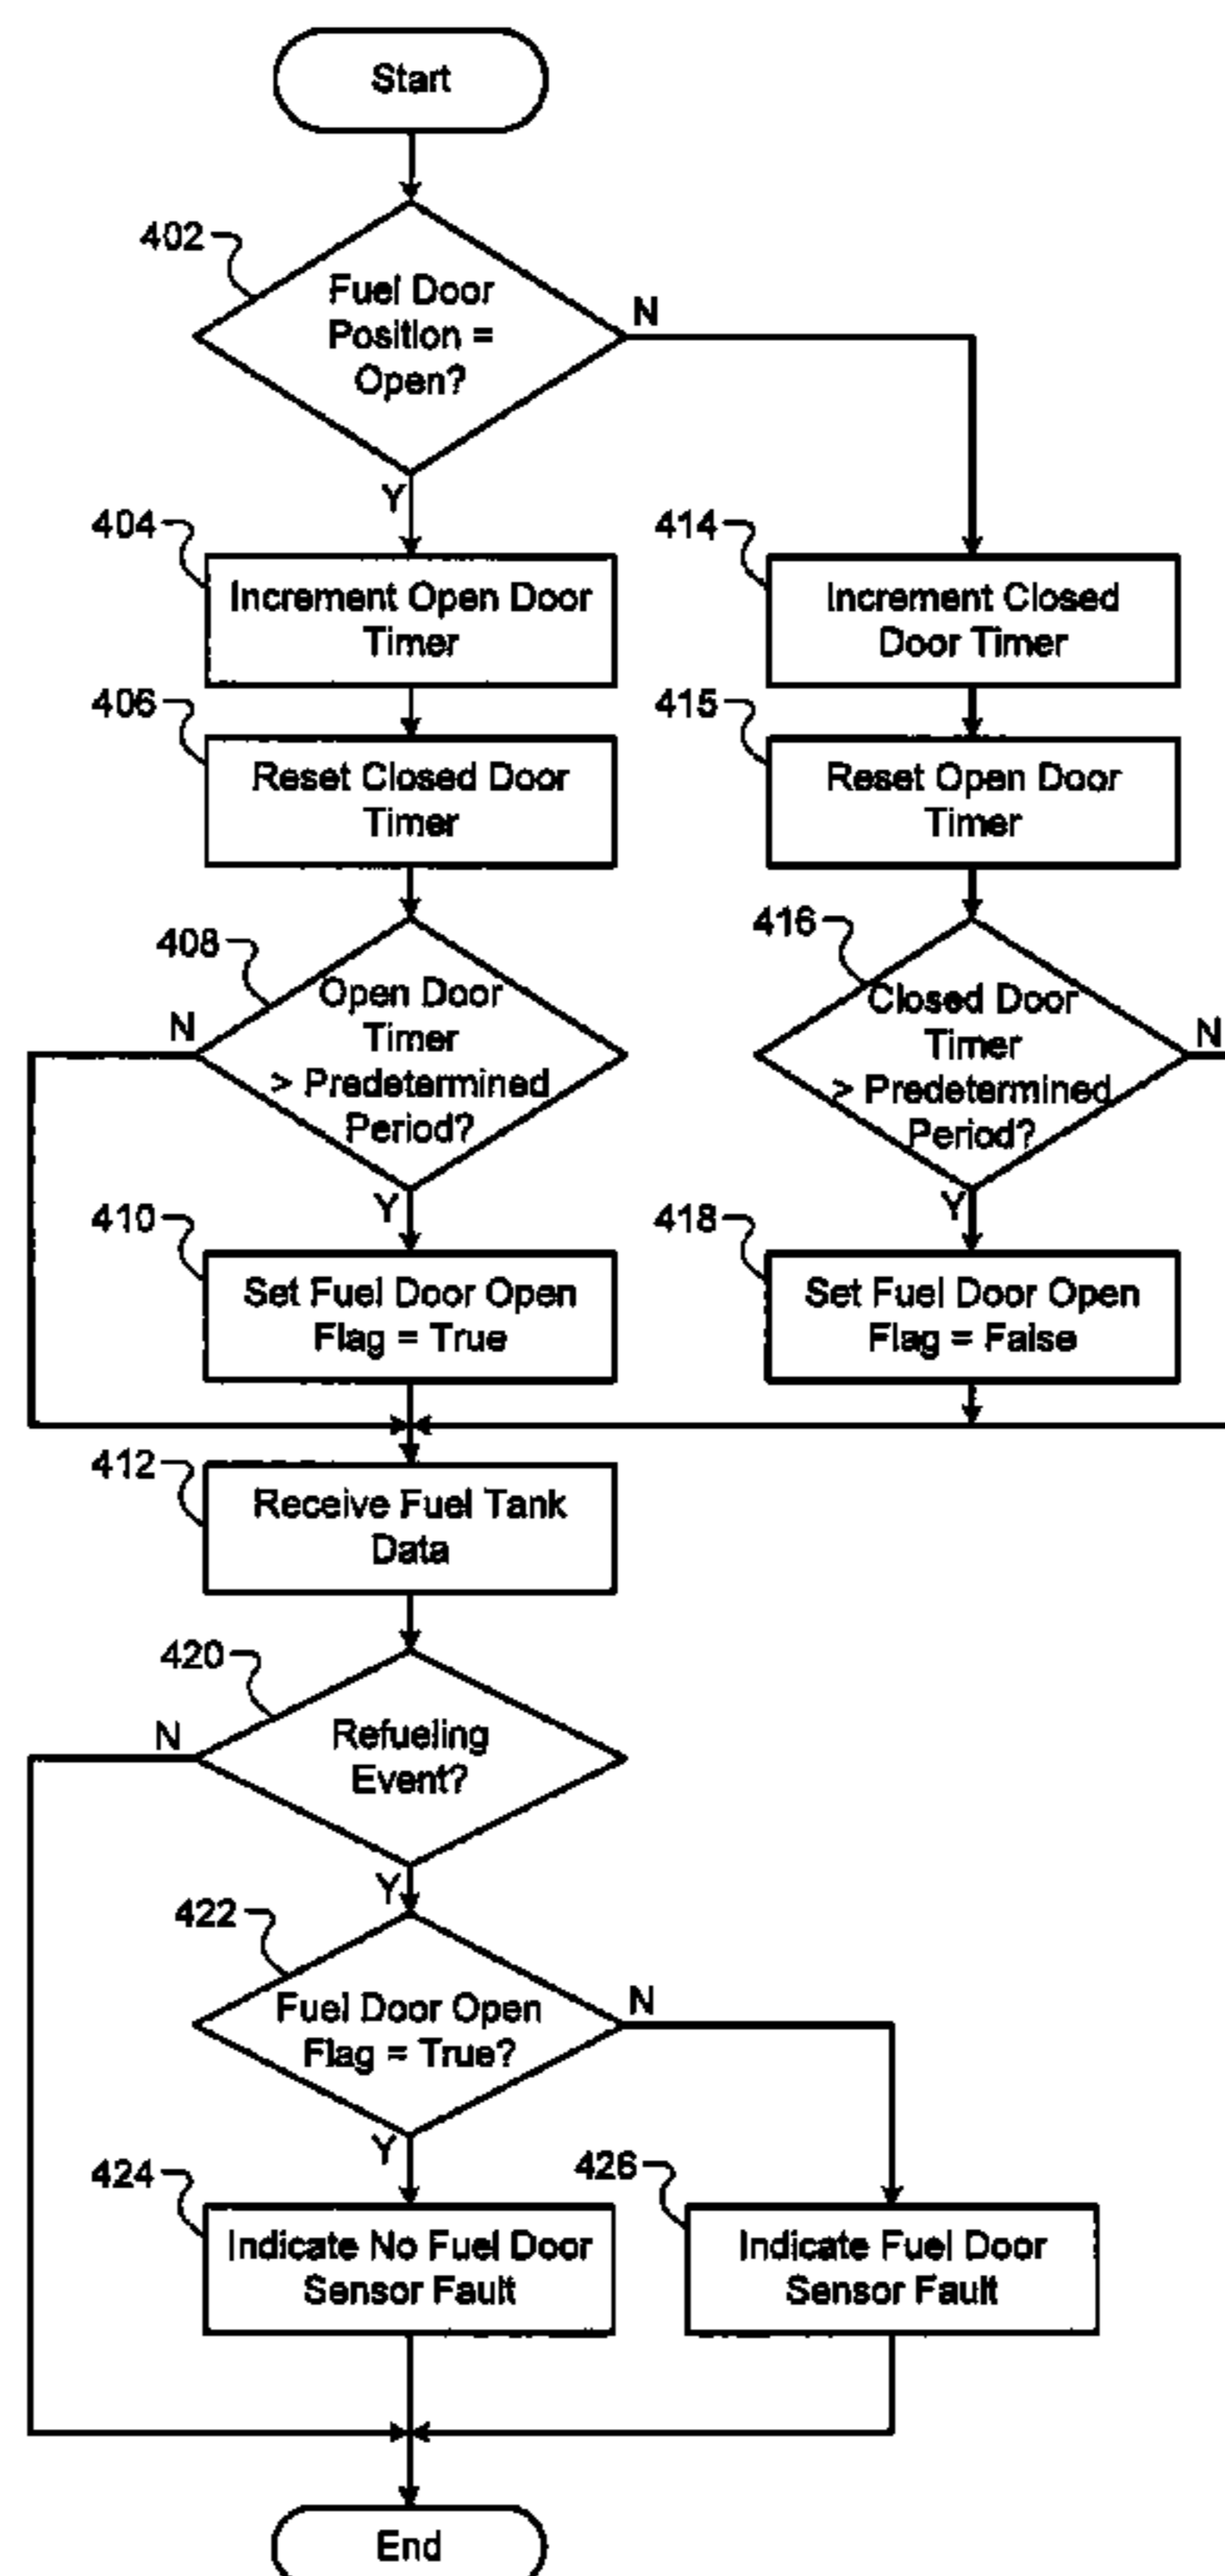 Start
402
Fuel Door
Position =
Open?
N
Y
404
Increment Open Door
Timer
414
Increment Closed
Door Timer
406
Reset Closed Door
Timer
415
Reset Open Door
Timer
408
Open Door
Timer
> Predetermined
Period?
N
Y
416
Closed Door
Timer
> Predetermined
Period?
N
Y
410
Set Fuel Door Open
Flag = True
418
Set Fuel Door Open
Flag = False
412
Receive Fuel Tank
Data
420
Refueling
Event?
N
Y
422
Fuel Door Open
Flag = True?
N
Y
424
Indicate No Fuel Door
Sensor Fault
426
Indicate Fuel Door
Sensor Fault
End